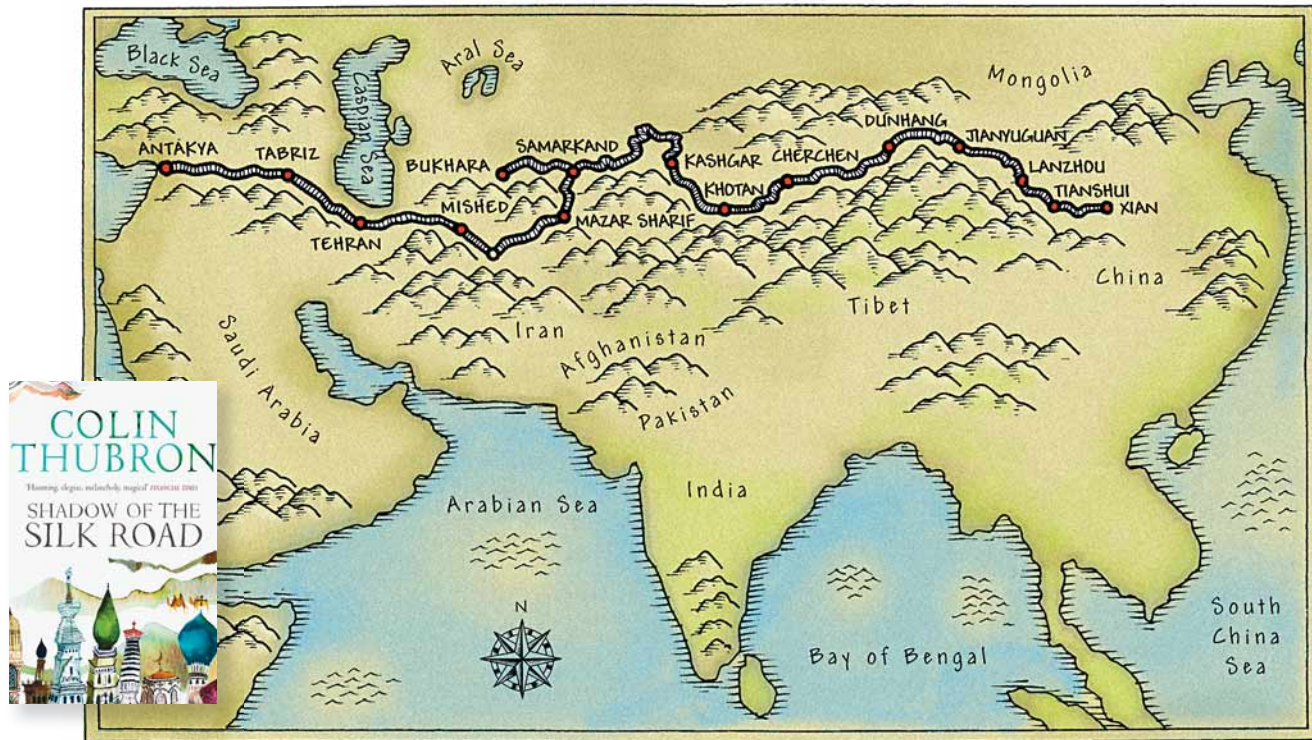 Black Sea
Caspian Sea
Aral Sea
Mongolia
ANTAKYA
TABRIZ
TEHRAN
MISHED
BUKHARA
SAMARKAND
MAZAR SHARIF
KASHGAR
KHOTAN
CHERCHEN
DUNHANG
JIANYUGUAN
LANZHOU
TIANSHUI
XIAN
China
Tibet
Iran
Afghanistan
Pakistan
Saudi Arabia
India
Arabian Sea
N
Bay of Bengal
South
China
Sea
COLIN
THUBRON
'Haunting, elegiac, melancholy, magical' FINANCIAL TIMES
SHADOW OF THE
SILK ROAD